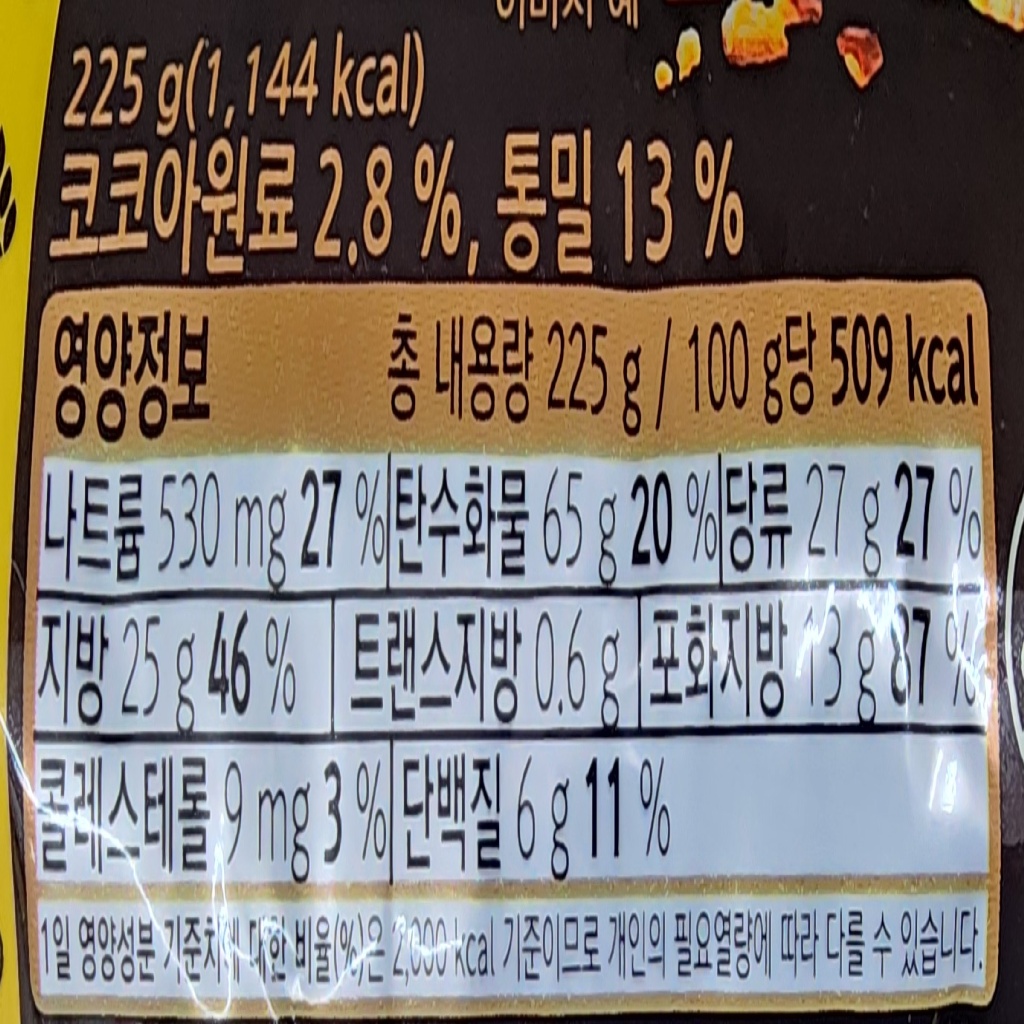 225 g(1,144 kcal)
코코아원료 2.8 %, 통밀 13 %
영양정보 총 내용량 225 g / 100 g당 509 kcal
나트륨 530 mg 27 % 탄수화물 65 g 20 % 당류 27 g 27 %
지방 25 g 46 % 트랜스지방 0.6 g 포화지방 13 g 87 %
콜레스테롤 9 mg 3 % 단백질 6 g 11 %
1일 영양성분 기준치에 대한 비율(%)은 2,000 kcal 기준이므로 개인의 필요열량에 따라 다를 수 있습니다.